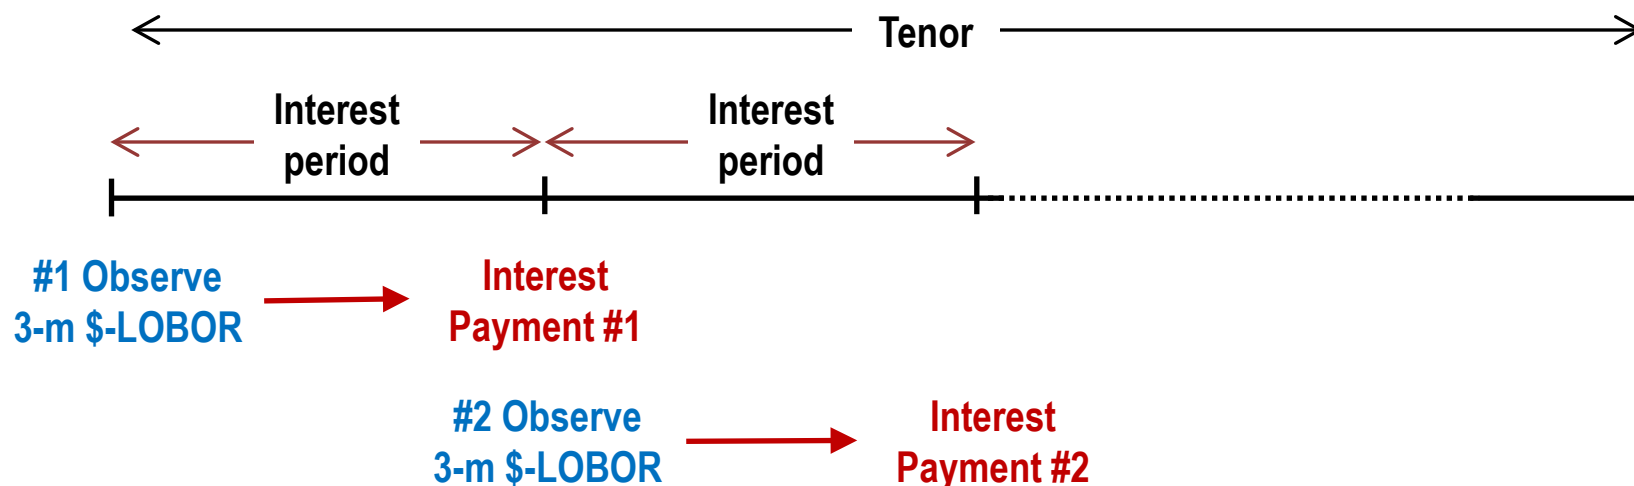 Tenor
Interest
period
Interest
period
#1 Observe
3-m $-LOBOR
Interest
Payment #1
#2 Observe
3-m $-LOBOR
Interest
Payment #2